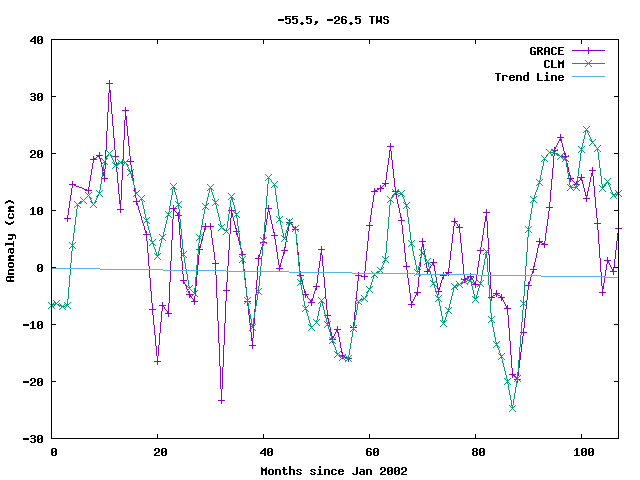 -55.5, -26.5 TWS
GRACE
CLM
Trend Line
40
30
20
10
0
-10
-20
-30
Anomaly (cm)
0 20 40 60 80 100
Months since Jan 2002